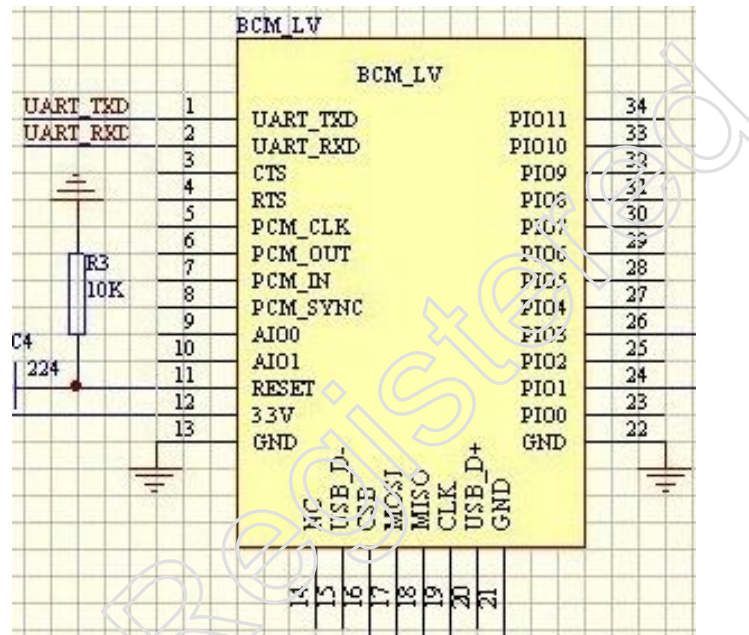 BCM_LV
BCM_LV
UART_TXD 1 UART_TXD PIO11 34
UART_RXD 2 UART_RXD PIO10 33
3 CTS PIO9 32
4 RTS PIO8 31
5 PCM_CLK PIO7 30
6 PCM_OUT PIO6 29
R3 7 PCM_IN PIO5 28
10K 8 PCM_SYNC PIO4 27
C4 9 AIO0 PIO3 26
224 10 AIO1 PIO2 25
11 RESET PIO1 24
12 3.3V PIO0 23
13 GND GND 22
NC USB_D- CSB MOSI MISO CLK USB_D+ GND
14 15 16 17 18 19 20 21
Registered